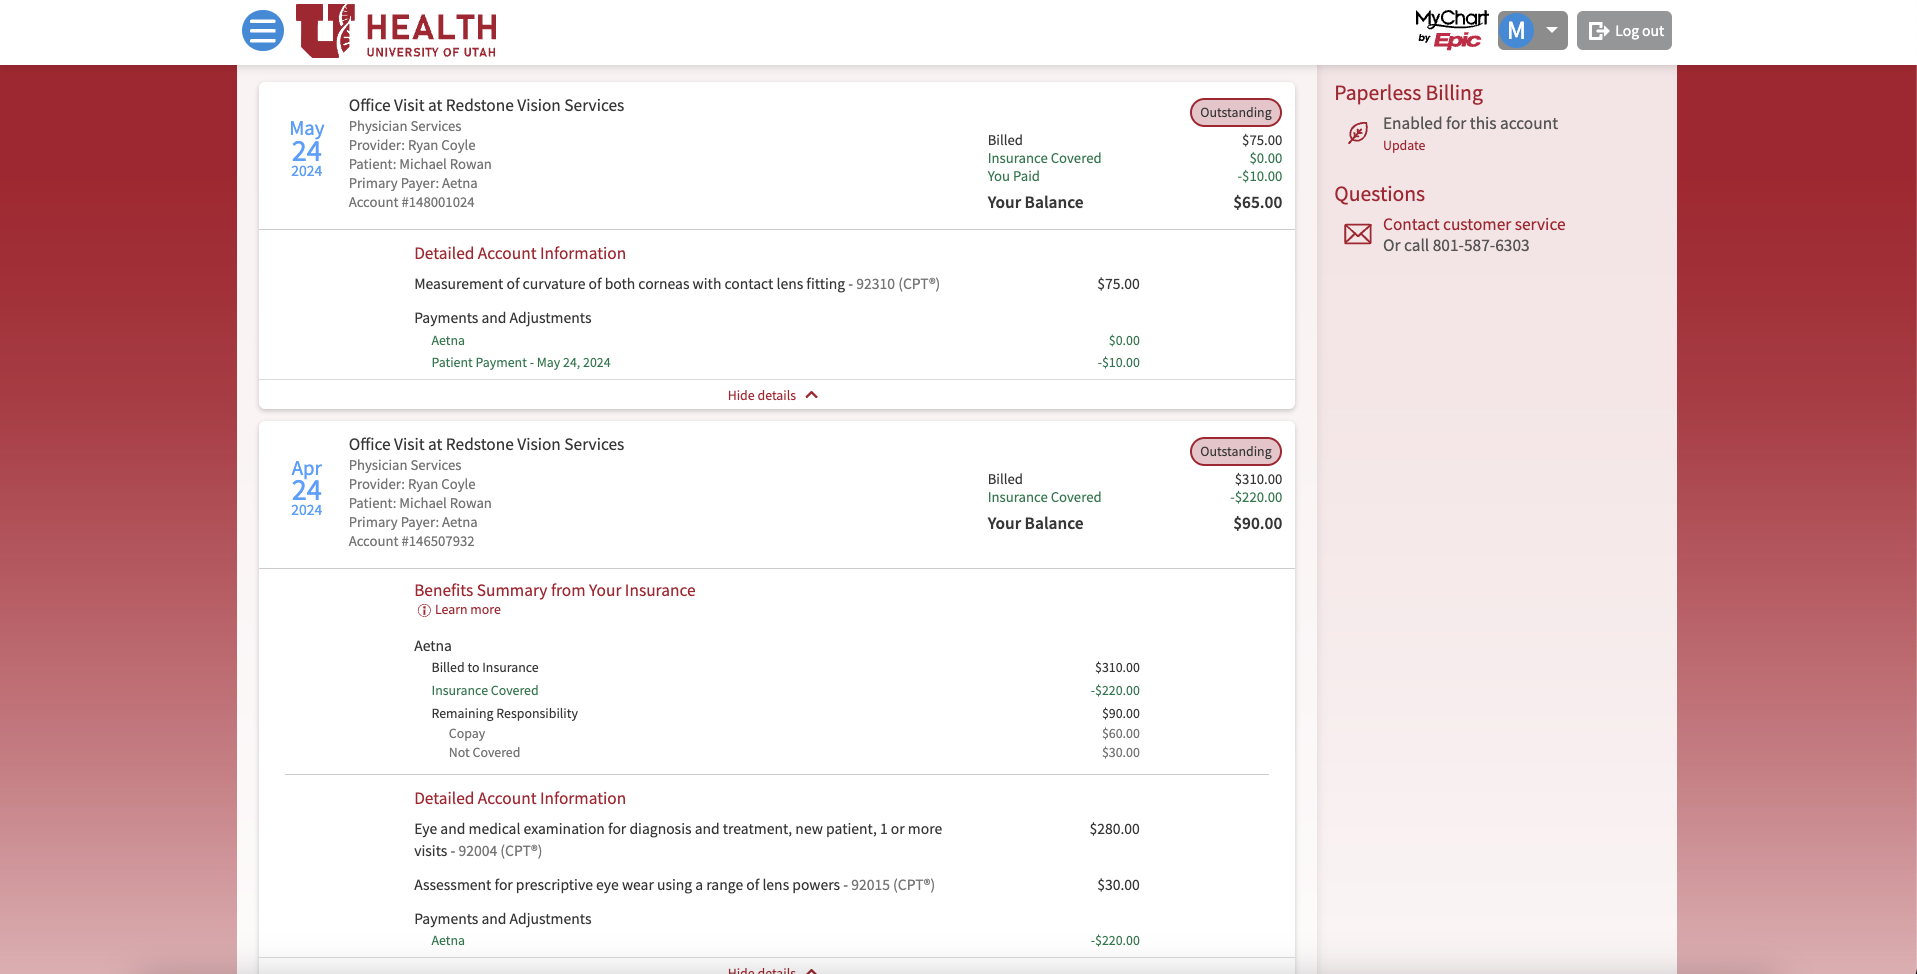 HEALTH
UNIVERSITY OF UTAH
MyChart
by Epic
M
Log out
May
24
2024
Office Visit at Redstone Vision Services
Physician Services
Provider: Ryan Coyle
Patient: Michael Rowan
Primary Payer: Aetna
Account #148001024
Outstanding
Billed $75.00
Insurance Covered $0.00
You Paid -$10.00
Your Balance $65.00
Detailed Account Information
Measurement of curvature of both corneas with contact lens fitting - 92310 (CPT®) $75.00
Payments and Adjustments
Aetna $0.00
Patient Payment - May 24, 2024 -$10.00
Hide details
Apr
24
2024
Office Visit at Redstone Vision Services
Physician Services
Provider: Ryan Coyle
Patient: Michael Rowan
Primary Payer: Aetna
Account #146507932
Outstanding
Billed $310.00
Insurance Covered -$220.00
Your Balance $90.00
Benefits Summary from Your Insurance
Learn more
Aetna
Billed to Insurance $310.00
Insurance Covered -$220.00
Remaining Responsibility $90.00
Copay $60.00
Not Covered $30.00
Detailed Account Information
Eye and medical examination for diagnosis and treatment, new patient, 1 or more $280.00
visits - 92004 (CPT®)
Assessment for prescriptive eye wear using a range of lens powers - 92015 (CPT®) $30.00
Payments and Adjustments
Aetna -$220.00
Hide details
Paperless Billing
Enabled for this account
Update
Questions
Contact customer service
Or call 801-587-6303